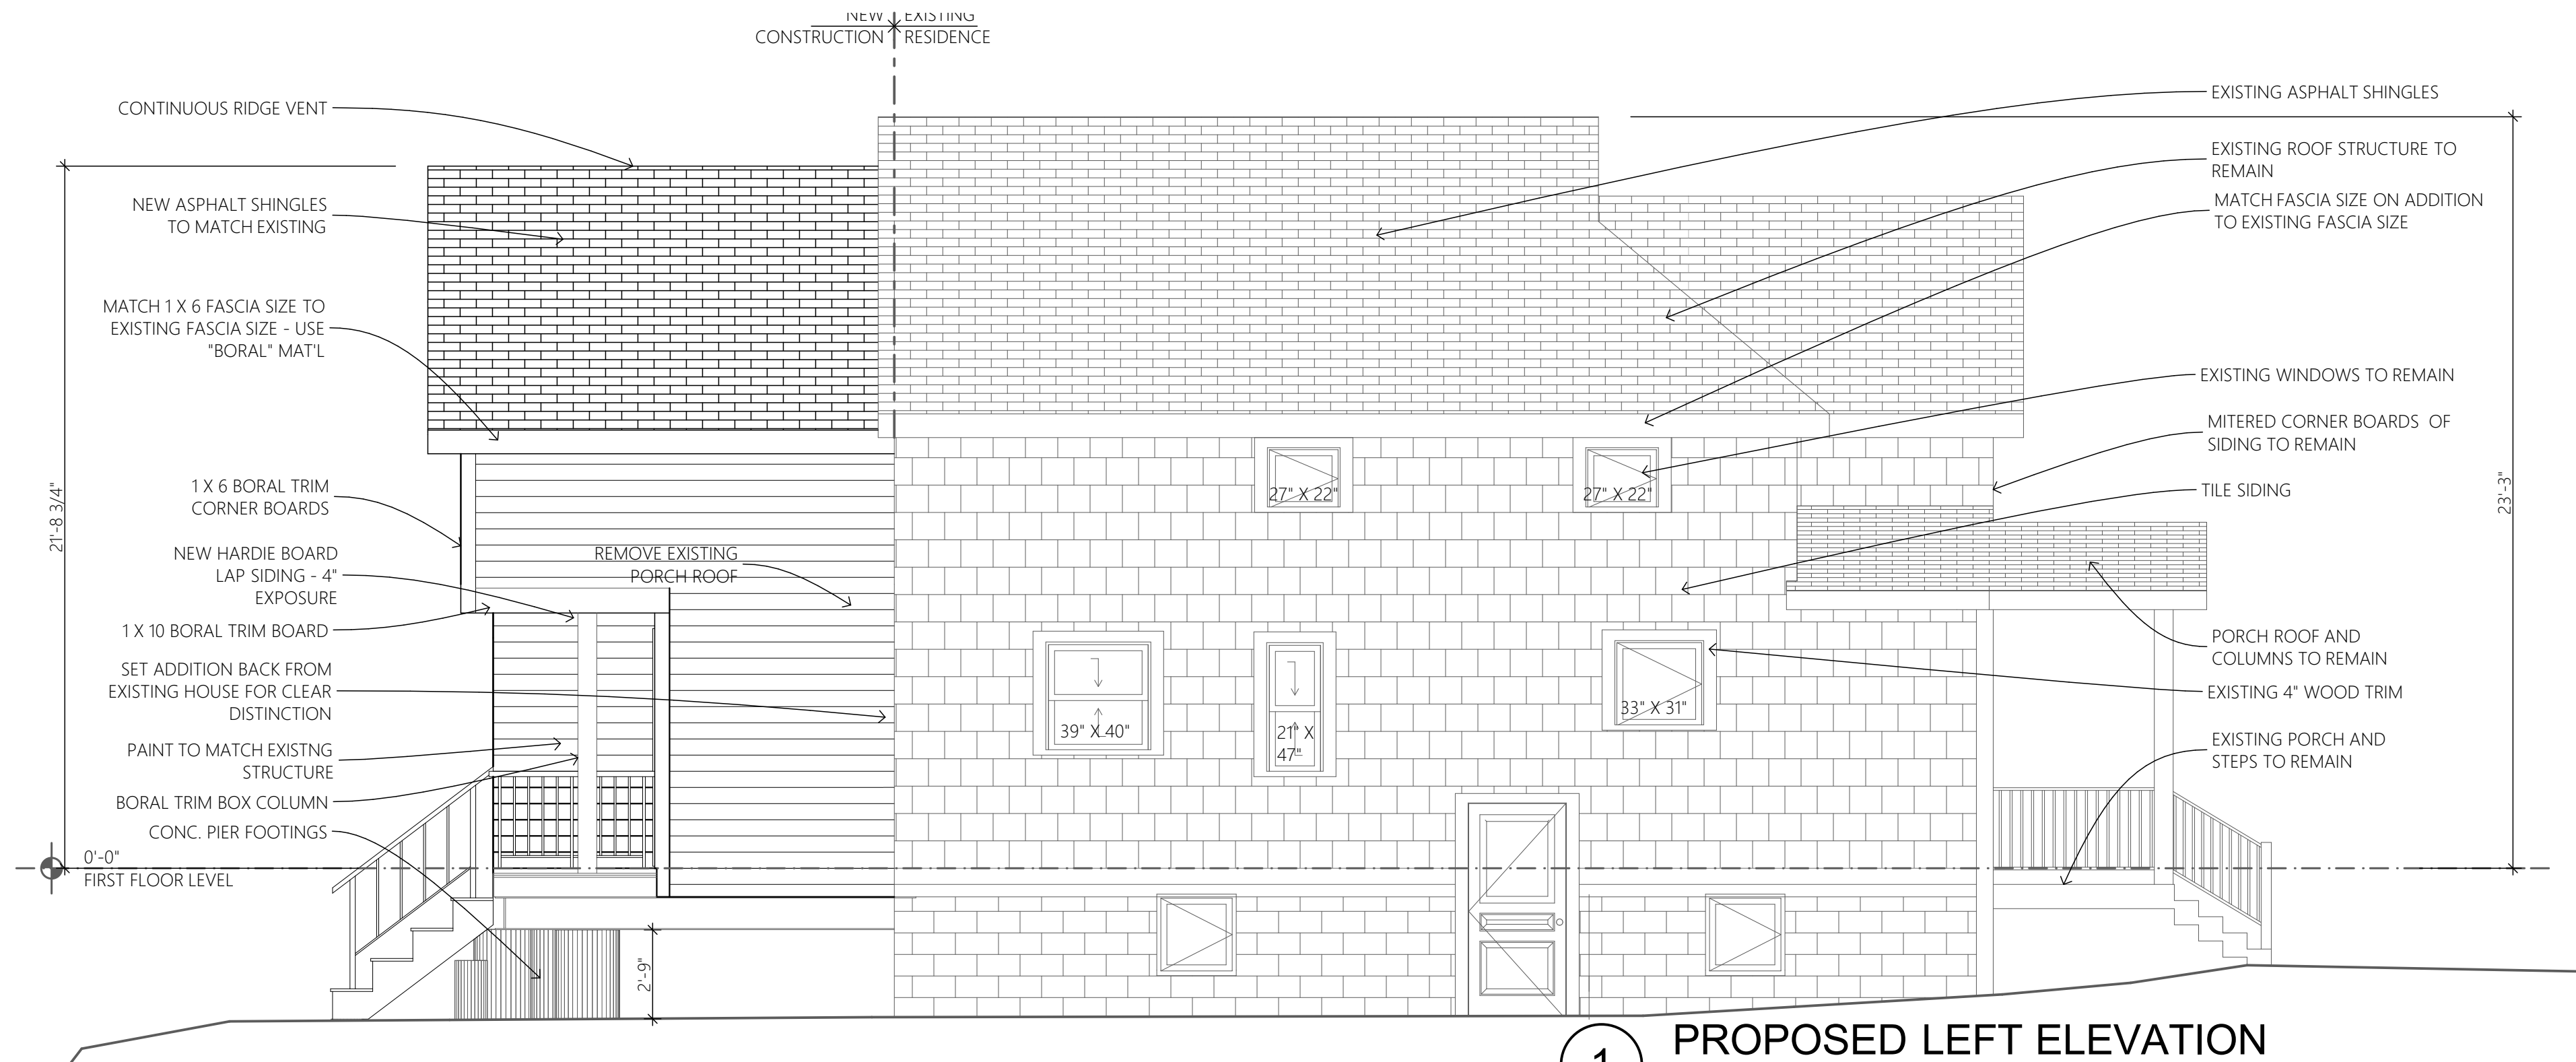 NEW EXISTING
CONSTRUCTION RESIDENCE
CONTINUOUS RIDGE VENT
NEW ASPHALT SHINGLES
TO MATCH EXISTING
MATCH 1 X 6 FASCIA SIZE TO
EXISTING FASCIA SIZE - USE
"BORAL" MAT'L
21'-8 3/4"
1 X 6 BORAL TRIM
CORNER BOARDS
NEW HARDIE BOARD
LAP SIDING - 4"
EXPOSURE
1 X 10 BORAL TRIM BOARD
SET ADDITION BACK FROM
EXISTING HOUSE FOR CLEAR
DISTINCTION
PAINT TO MATCH EXISTNG
STRUCTURE
BORAL TRIM BOX COLUMN
CONC. PIER FOOTINGS
0'-0"
FIRST FLOOR LEVEL
REMOVE EXISTING
PORCH ROOF
2'-9"
27" X 22"
27" X 22"
39" X 40"
21" X
47"
33" X 31"
EXISTING ASPHALT SHINGLES
EXISTING ROOF STRUCTURE TO
REMAIN
MATCH FASCIA SIZE ON ADDITION
TO EXISTING FASCIA SIZE
EXISTING WINDOWS TO REMAIN
MITERED CORNER BOARDS OF
SIDING TO REMAIN
TILE SIDING
23'-3"
PORCH ROOF AND
COLUMNS TO REMAIN
EXISTING 4" WOOD TRIM
EXISTING PORCH AND
STEPS TO REMAIN
1 PROPOSED LEFT ELEVATION